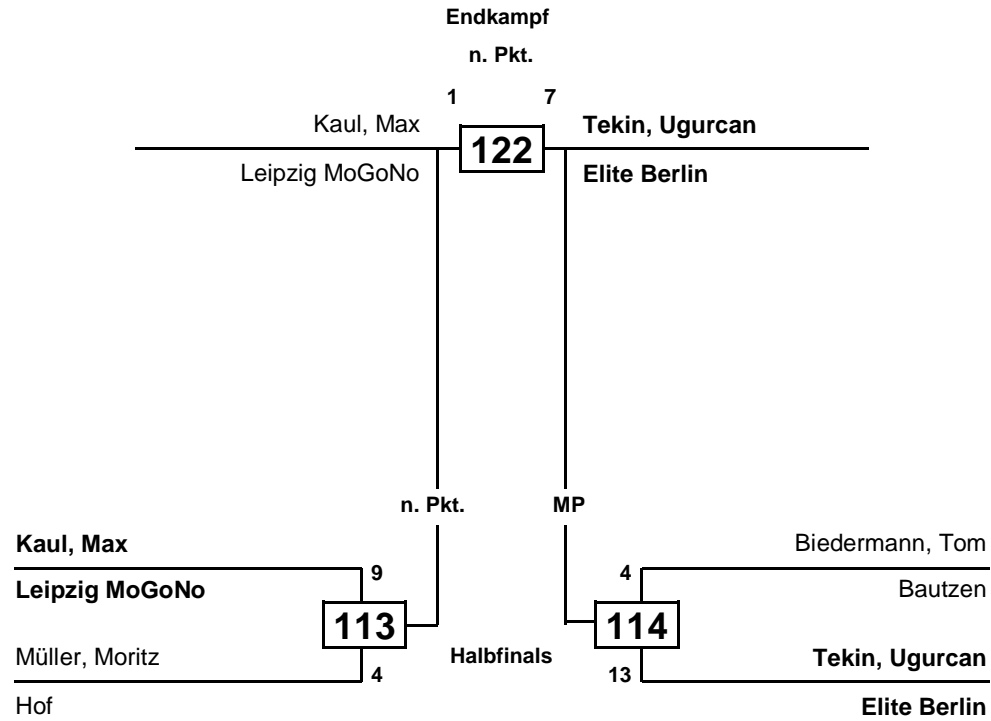 Endkampf
n. Pkt.
1 7
Kaul, Max 122 Tekin, Ugurcan
Leipzig MoGoNo Elite Berlin
n. Pkt. MP
Kaul, Max Biedermann, Tom
9 4
Leipzig MoGoNo Bautzen
113 114
Müller, Moritz Halbfinals Tekin, Ugurcan
4 13
Hof Elite Berlin